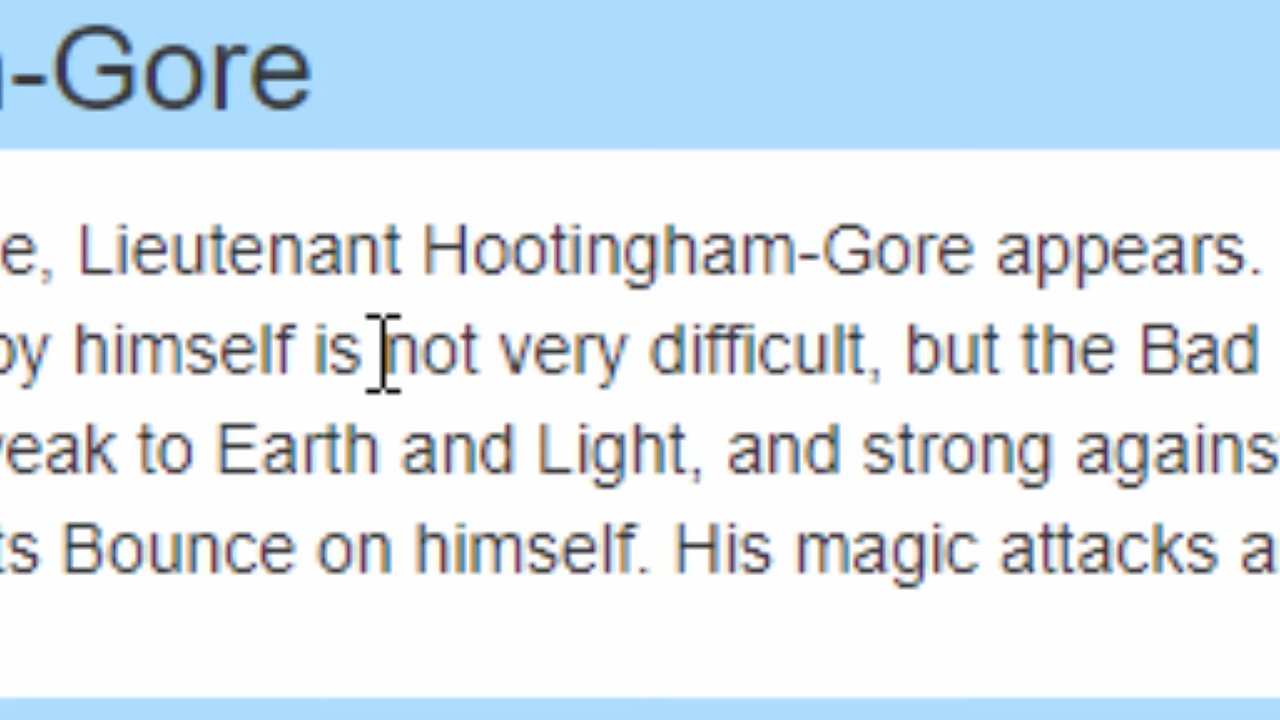 -Gore
e, Lieutenant Hootingham-Gore appears.
by himself is not very difficult, but the Bad
weak to Earth and Light, and strong agains
ts Bounce on himself. His magic attacks a